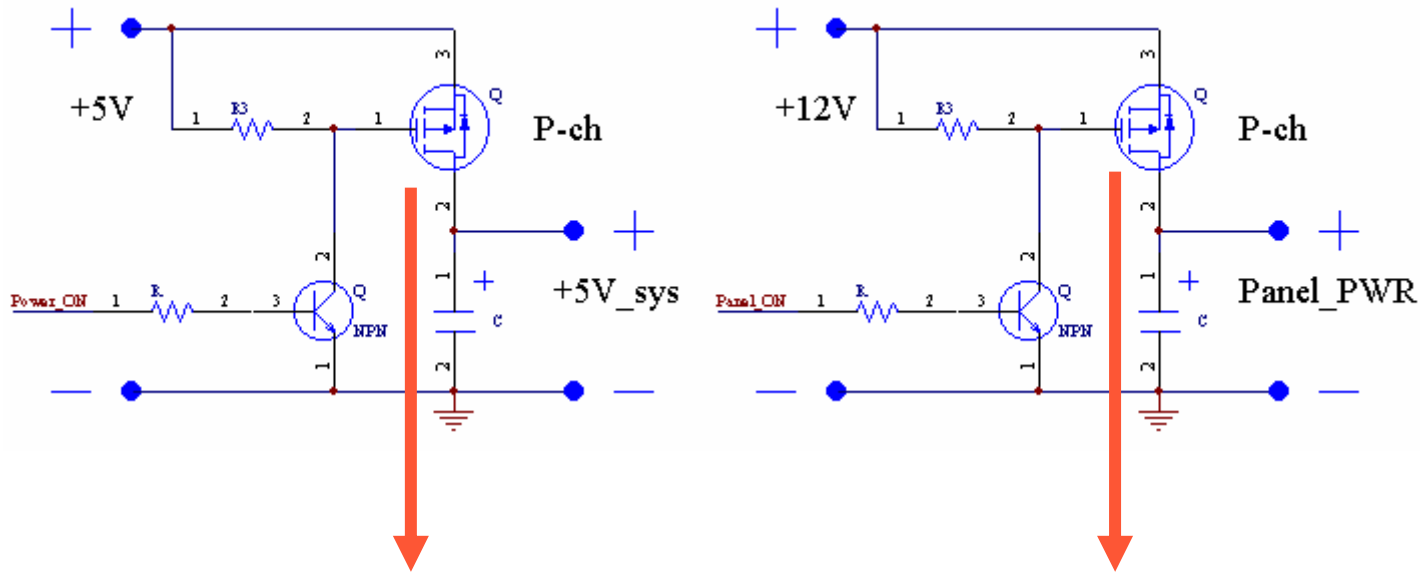 +5V
R3
1
2
1
3
Q
P-ch
2
2
1
+
+5V_sys
C
2
Power_ON
1
R
2
3
Q
NPN
1
+
−
+
−
+12V
R3
1
2
1
3
Q
P-ch
2
2
1
+
Panel_PWR
C
2
Panel_ON
1
R
2
3
Q
NPN
1
+
−
+
−